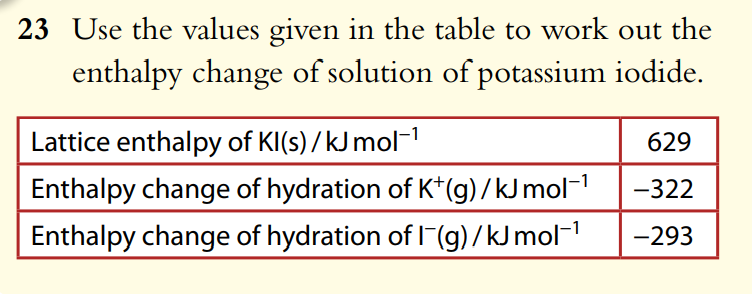 23 Use the values given in the table to work out the
enthalpy change of solution of potassium iodide.
Lattice enthalpy of KI(s)/kJ mol⁻¹ 629
Enthalpy change of hydration of K⁺(g)/kJ mol⁻¹ −322
Enthalpy change of hydration of I⁻(g)/kJ mol⁻¹ −293